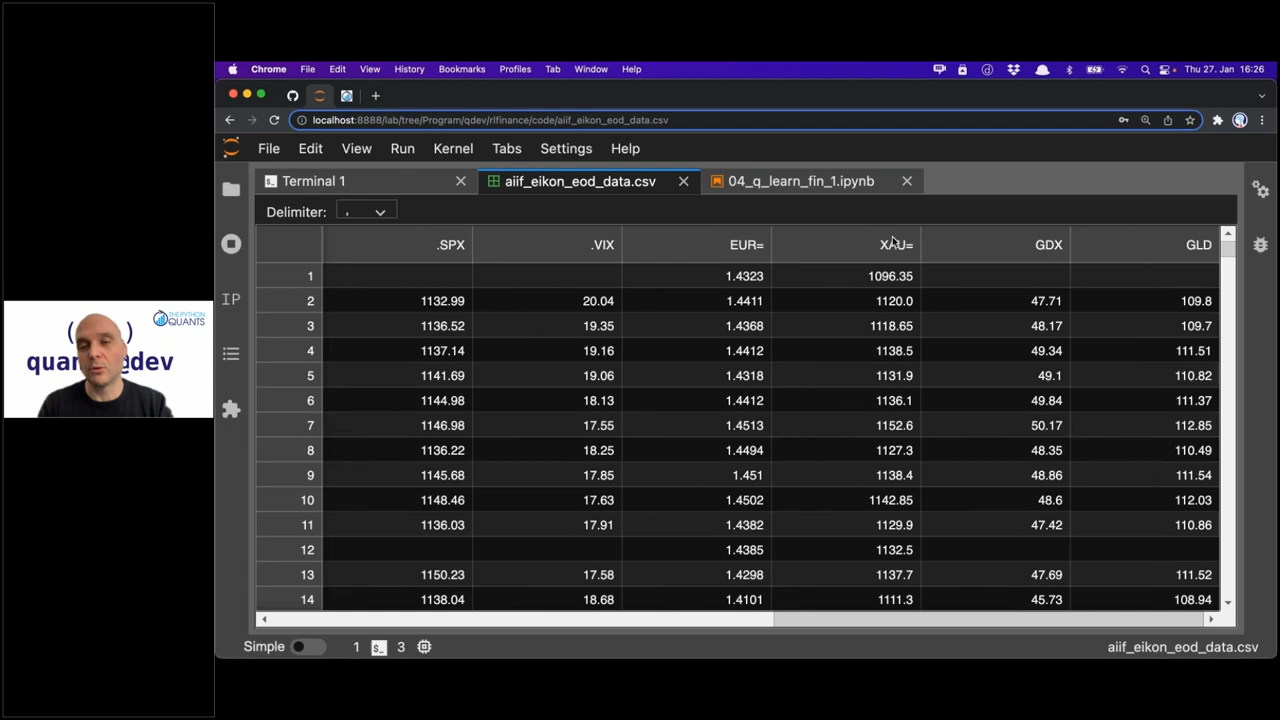 Chrome File Edit View History Bookmarks Profiles Tab Window Help Thu 27. Jan 16:26
localhost:8888/lab/tree/Program/qdev/rlfinance/code/aiif_eikon_eod_data.csv
File Edit View Run Kernel Tabs Settings Help
Terminal 1 aiif_eikon_eod_data.csv 04_q_learn_fin_1.ipynb
Delimiter: ,
.SPX .VIX EUR= XAU= GDX GLD
1 1.4323 1096.35
2 1132.99 20.04 1.4411 1120.0 47.71 109.8
3 1136.52 19.35 1.4368 1118.65 48.17 109.7
4 1137.14 19.16 1.4412 1138.5 49.34 111.51
5 1141.69 19.06 1.4318 1131.9 49.1 110.82
6 1144.98 18.13 1.4412 1136.1 49.84 111.37
7 1146.98 17.55 1.4513 1152.6 50.17 112.85
8 1136.22 18.25 1.4494 1127.3 48.35 110.49
9 1145.68 17.85 1.451 1138.4 48.86 111.54
10 1148.46 17.63 1.4502 1142.85 48.6 112.03
11 1136.03 17.91 1.4382 1129.9 47.42 110.86
12 1.4385 1132.5
13 1150.23 17.58 1.4298 1137.7 47.69 111.52
14 1138.04 18.68 1.4101 1111.3 45.73 108.94
Simple 1 $_ 3 aiif_eikon_eod_data.csv
IP
THE PYTHON
QUANTS
( )